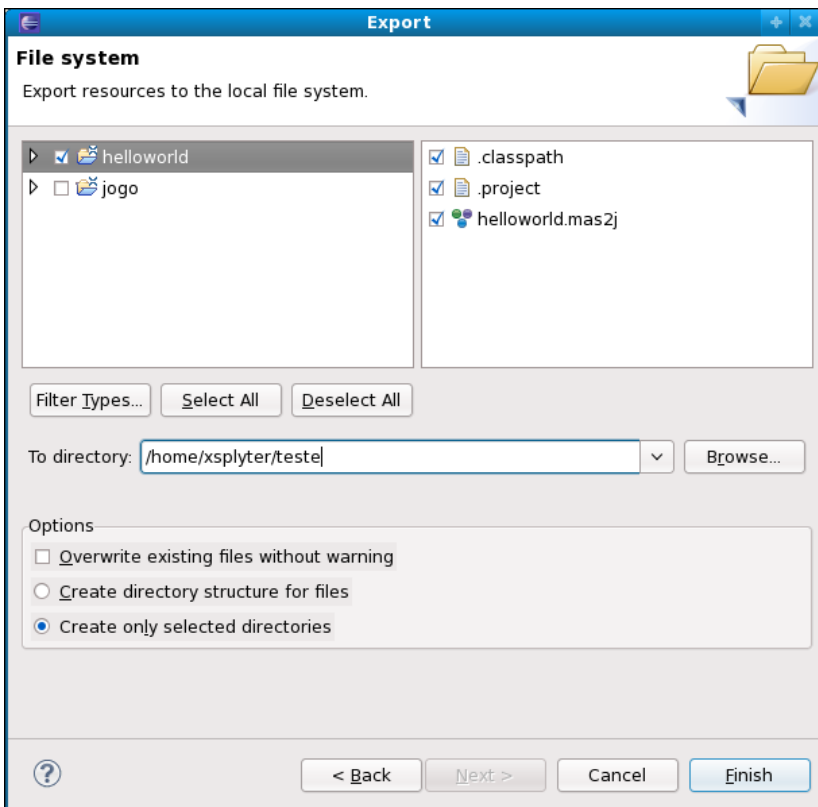 Export
File system
Export resources to the local file system.
helloworld
jogo
.classpath
.project
helloworld.mas2j
Filter Types... Select All Deselect All
To directory: /home/xsplyter/teste Browse...
Options
Overwrite existing files without warning
Create directory structure for files
Create only selected directories
? < Back Next > Cancel Finish